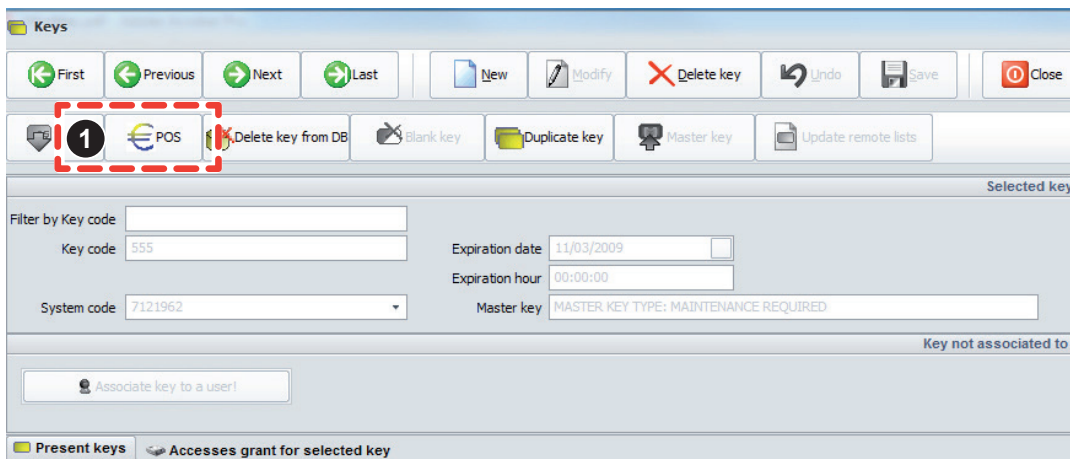 Keys
First Previous Next Last New Modify Delete key Undo Save Close
1 POS Delete key from DB Blank key Duplicate key Master key Update remote lists
Selected key
Filter by Key code
Key code 555 Expiration date 11/03/2009
Expiration hour 00:00:00
System code 7121962 Master key MASTER KEY TYPE: MAINTENANCE REQUIRED
Key not associated to
Associate key to a user!
Present keys Accesses grant for selected key